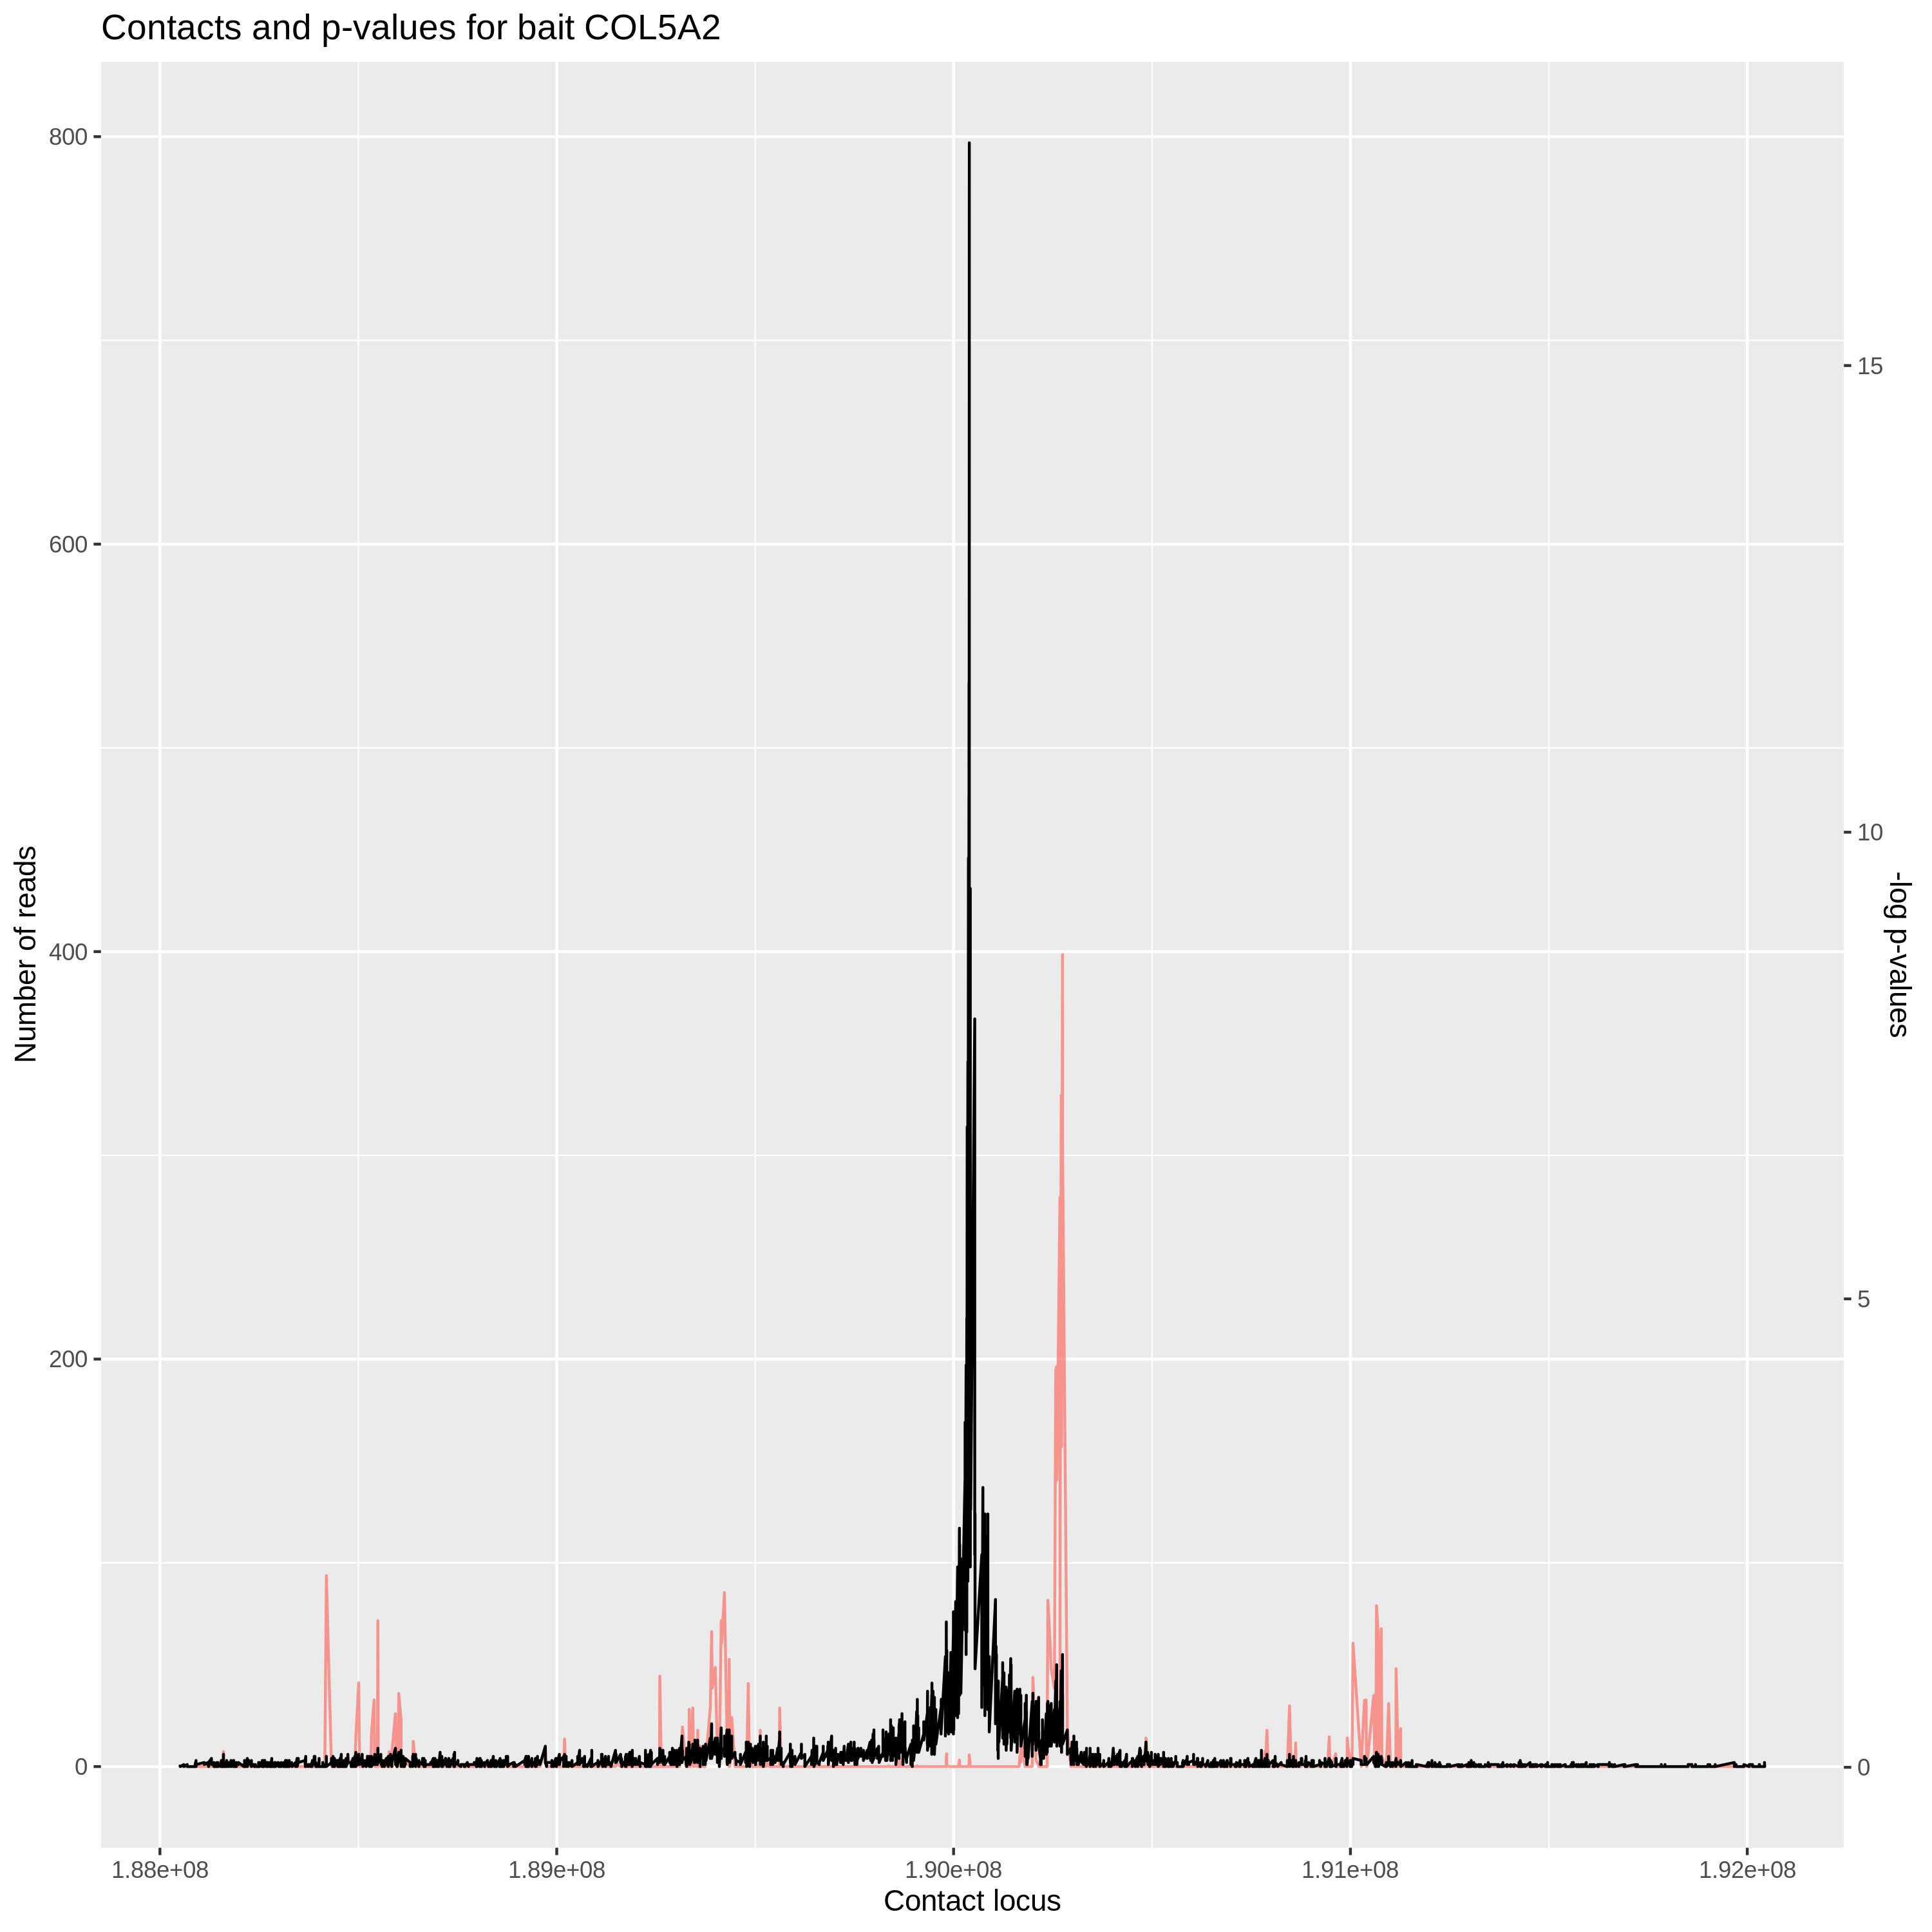 Contacts and p-values for bait COL5A2
800
600
400
200
0
Number of reads
15
10
5
0
-log p-values
1.88e+08
1.89e+08
1.90e+08
1.91e+08
1.92e+08
Contact locus